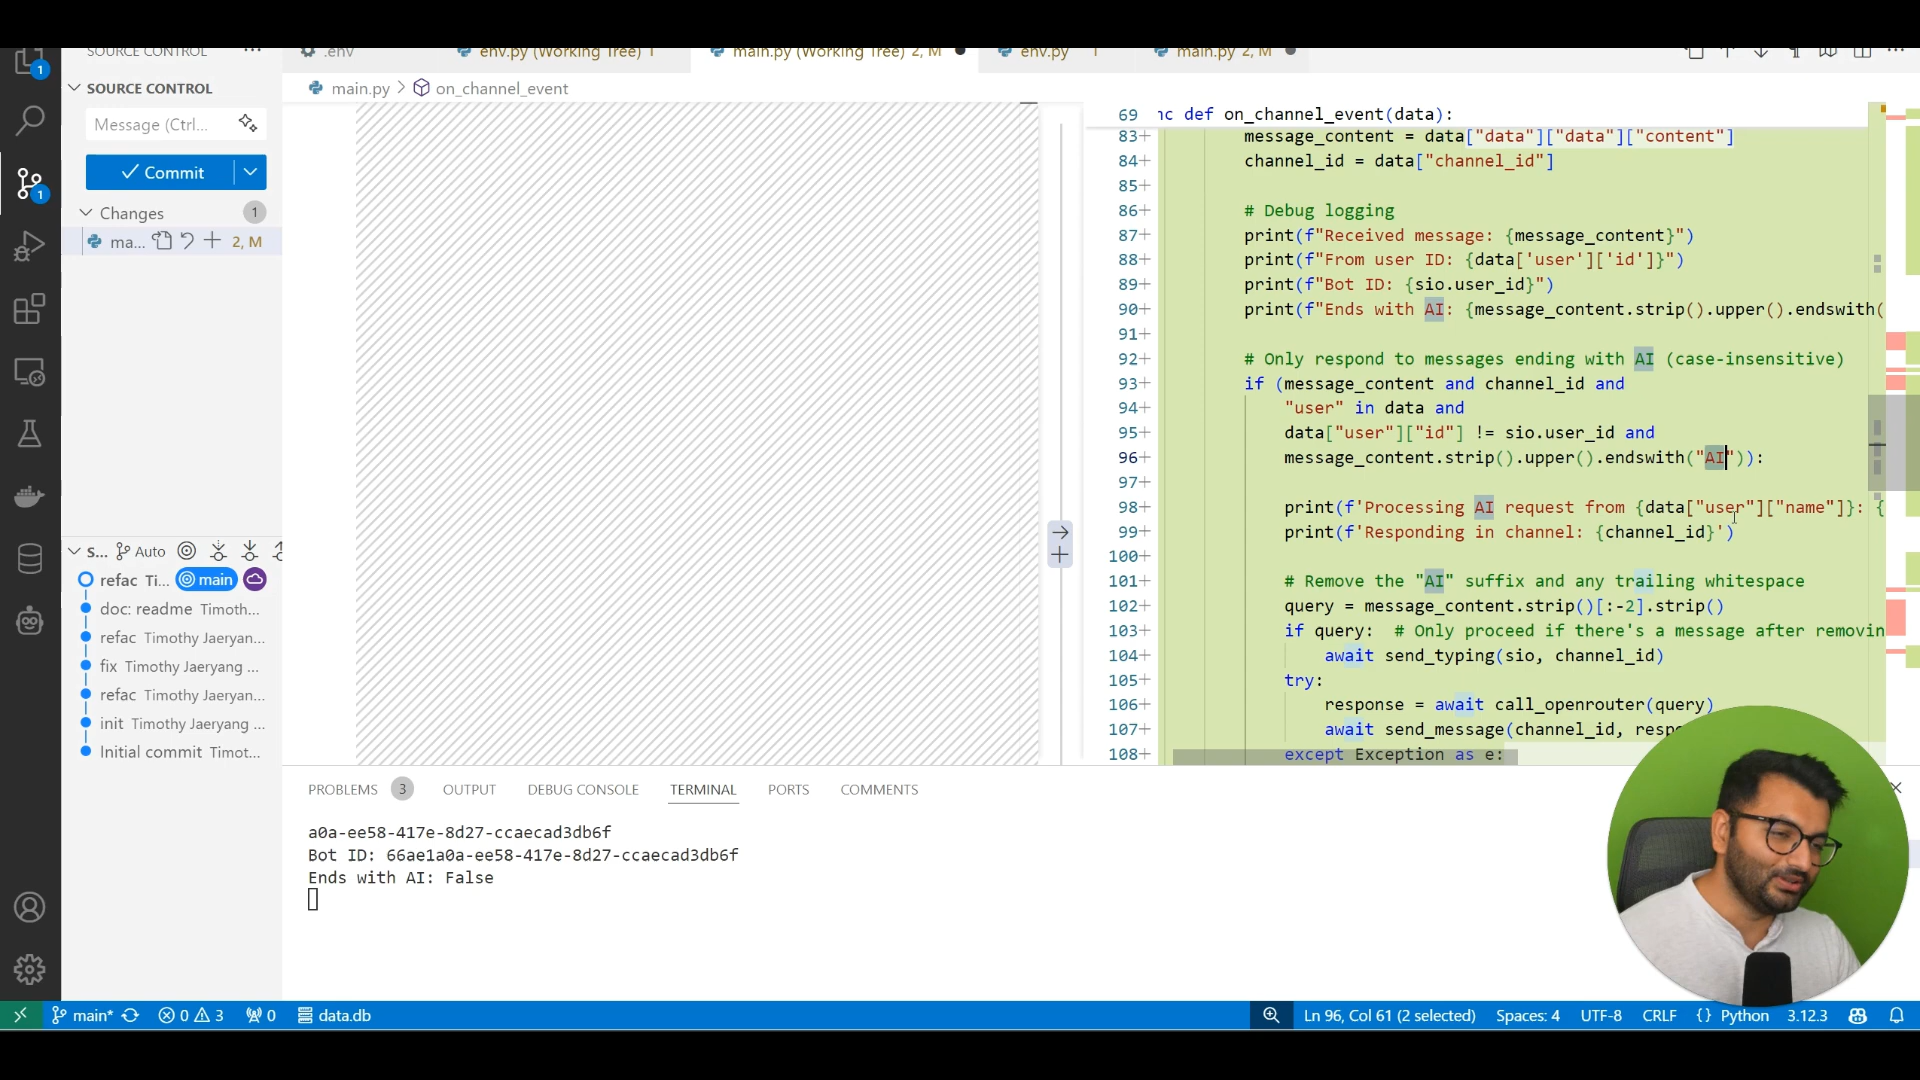 SOURCE CONTROL
.env
env.py (Working Tree) 1
main.py (Working Tree) 2, M
env.py 1
main.py 2, M
1
SOURCE CONTROL
main.py > on_channel_event
Message (Ctrl...
Commit
Changes 1
ma... 2, M
1
69 nc def on_channel_event(data):
83+ message_content = data["data"]["data"]["content"]
84+ channel_id = data["channel_id"]
85+
86+ # Debug logging
87+ print(f"Received message: {message_content}")
88+ print(f"From user ID: {data['user']['id']}")
89+ print(f"Bot ID: {sio.user_id}")
90+ print(f"Ends with AI: {message_content.strip().upper().endswith(
91+
92+ # Only respond to messages ending with AI (case-insensitive)
93+ if (message_content and channel_id and
94+ "user" in data and
95+ data["user"]["id"] != sio.user_id and
96+ message_content.strip().upper().endswith("AI")):
97+
98+ print(f'Processing AI request from {data["user"]["name"]}: {
99+ print(f'Responding in channel: {channel_id}')
100+
101+ # Remove the "AI" suffix and any trailing whitespace
102+ query = message_content.strip()[:-2].strip()
103+ if query: # Only proceed if there's a message after removin
104+ await send_typing(sio, channel_id)
105+ try:
106+ response = await call_openrouter(query)
107+ await send_message(channel_id, resp
108+ except Exception as e:
S... Auto
refac Ti... main
doc: readme Timoth...
refac Timothy Jaeryan...
fix Timothy Jaeryang ...
refac Timothy Jaeryan...
init Timothy Jaeryang ...
Initial commit Timot...
PROBLEMS 3 OUTPUT DEBUG CONSOLE TERMINAL PORTS COMMENTS
a0a-ee58-417e-8d27-ccaecad3db6f
Bot ID: 66ae1a0a-ee58-417e-8d27-ccaecad3db6f
Ends with AI: False
main* 0 3 0 data.db
Ln 96, Col 61 (2 selected) Spaces: 4 UTF-8 CRLF {} Python 3.12.3